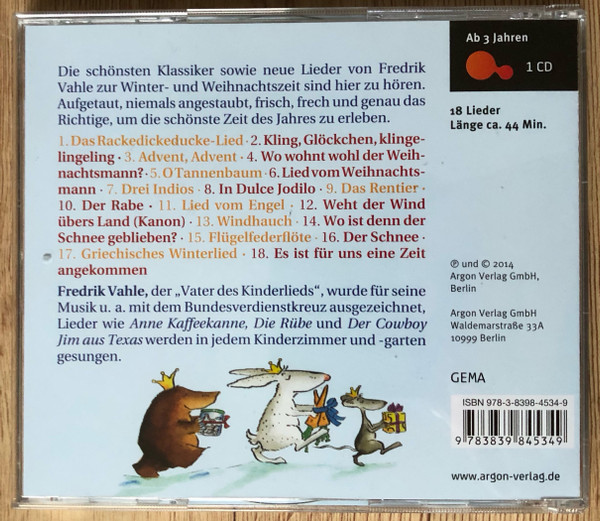 Ab 3 Jahren
1 CD
Die schönsten Klassiker sowie neue Lieder von Fredrik
Vahle zur Winter- und Weihnachtszeit sind hier zu hören.
Aufgetaut, niemals angestaubt, frisch, frech und genau das
Richtige, um die schönste Zeit des Jahres zu erleben.
18 Lieder
Länge ca. 44 Min.
1. Das Rackedickeducke-Lied · 2. Kling, Glöckchen, klinge-
lingeling · 3. Advent, Advent · 4. Wo wohnt wohl der Weih-
nachtsmann? · 5. O Tannenbaum · 6. Lied vom Weihnachts-
mann · 7. Drei Indios · 8. In Dulce Jodilo · 9. Das Rentier ·
10. Der Rabe · 11. Lied vom Engel · 12. Weht der Wind
übers Land (Kanon) · 13. Windhauch · 14. Wo ist denn der
Schnee geblieben? · 15. Flügelfederflöte · 16. Der Schnee ·
17. Griechisches Winterlied · 18. Es ist für uns eine Zeit
angekommen
Fredrik Vahle, der „Vater des Kinderlieds“, wurde für seine
Musik u. a. mit dem Bundesverdienstkreuz ausgezeichnet,
Lieder wie Anne Kaffeekanne, Die Rübe und Der Cowboy
Jim aus Texas werden in jedem Kinderzimmer und -garten
gesungen.
℗ und © 2014
Argon Verlag GmbH,
Berlin
Argon Verlag GmbH
Waldemarstraße 33A
10999 Berlin
GEMA
ISBN 978-3-8398-4534-9
9 783839 845349
www.argon-verlag.de